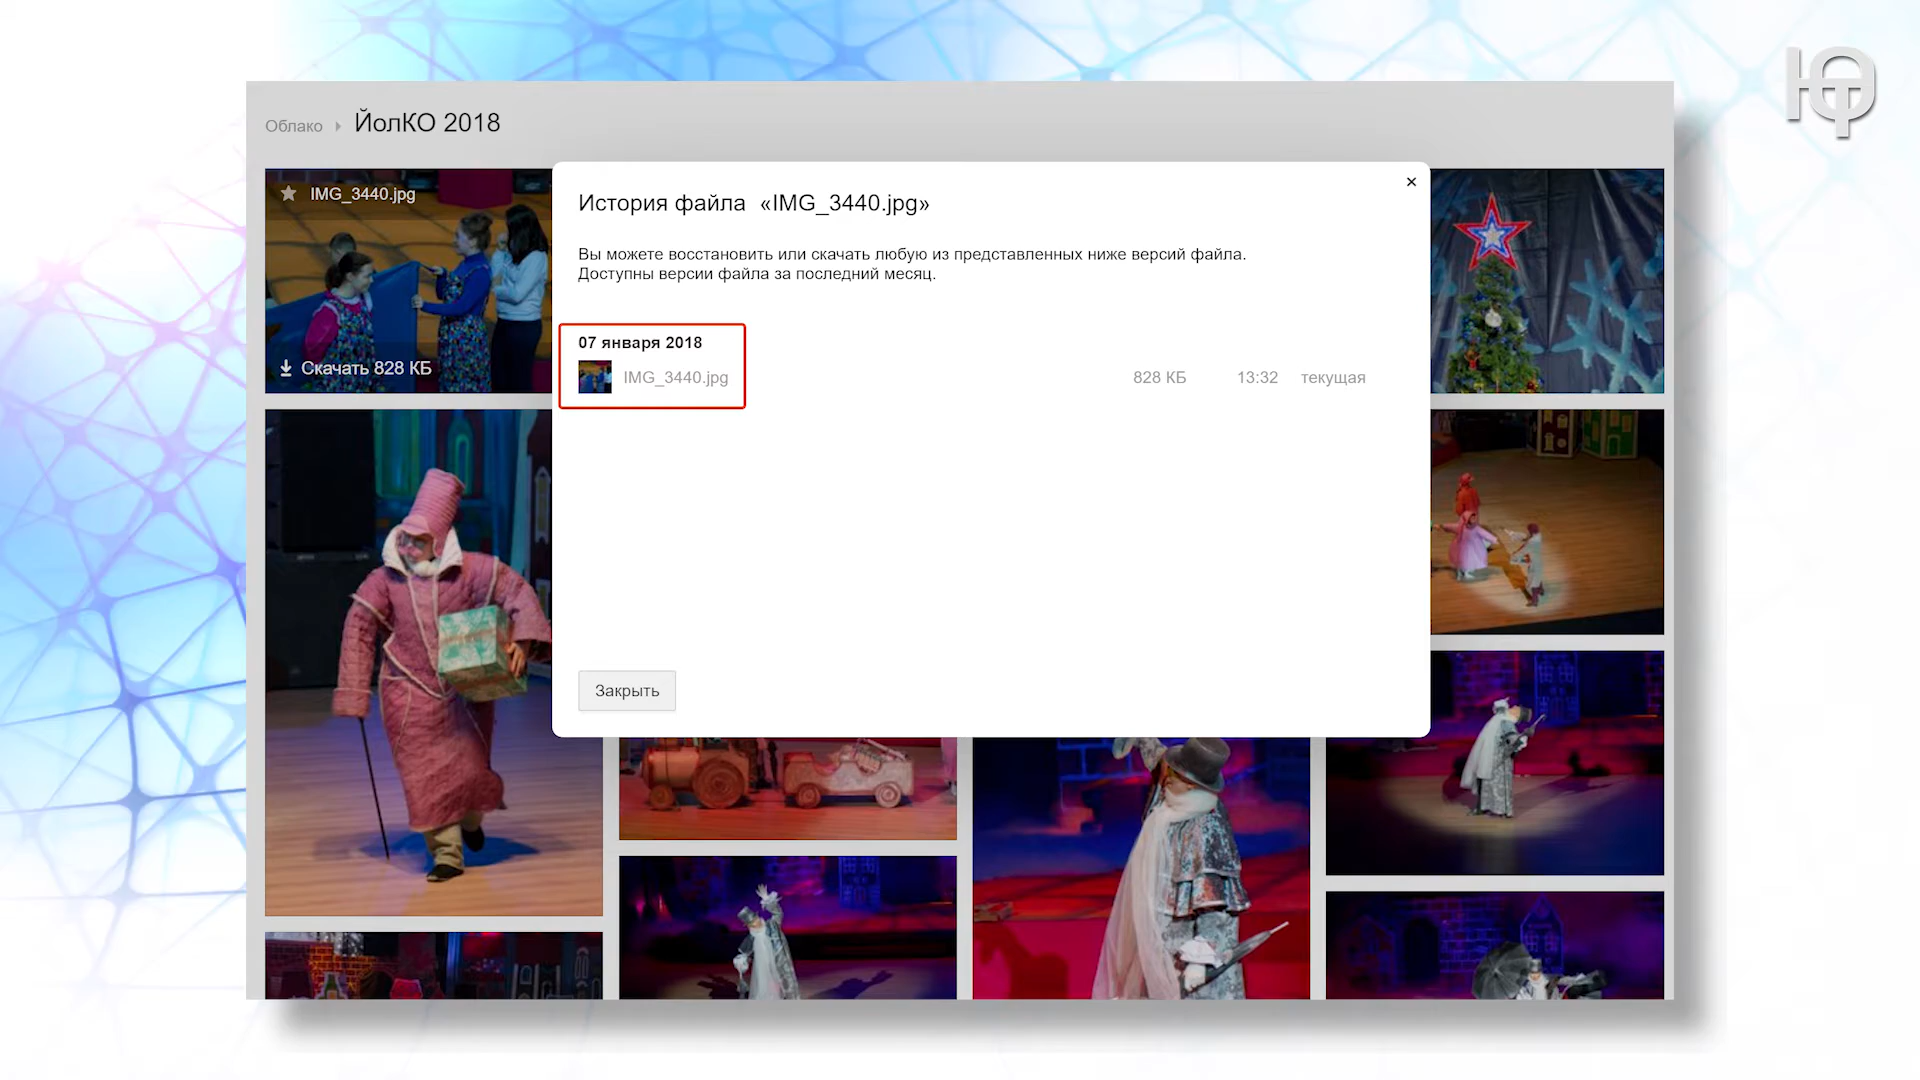 Облако ЙолКО 2018
IMG_3440.jpg
Скачать 828 КБ
История файла «IMG_3440.jpg»
Вы можете восстановить или скачать любую из представленных ниже версий файла.
Доступны версии файла за последний месяц.
07 января 2018
IMG_3440.jpg 828 КБ 13:32 текущая
Закрыть
ЮТ